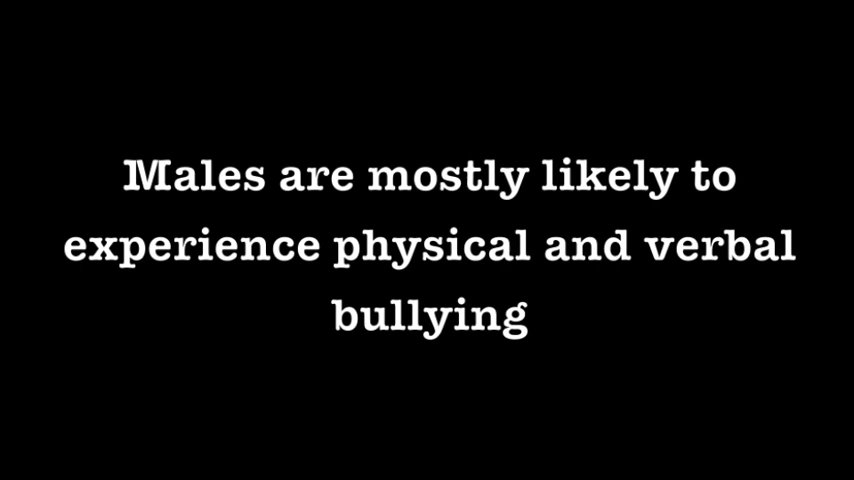 Males are mostly likely to
experience physical and verbal
bullying